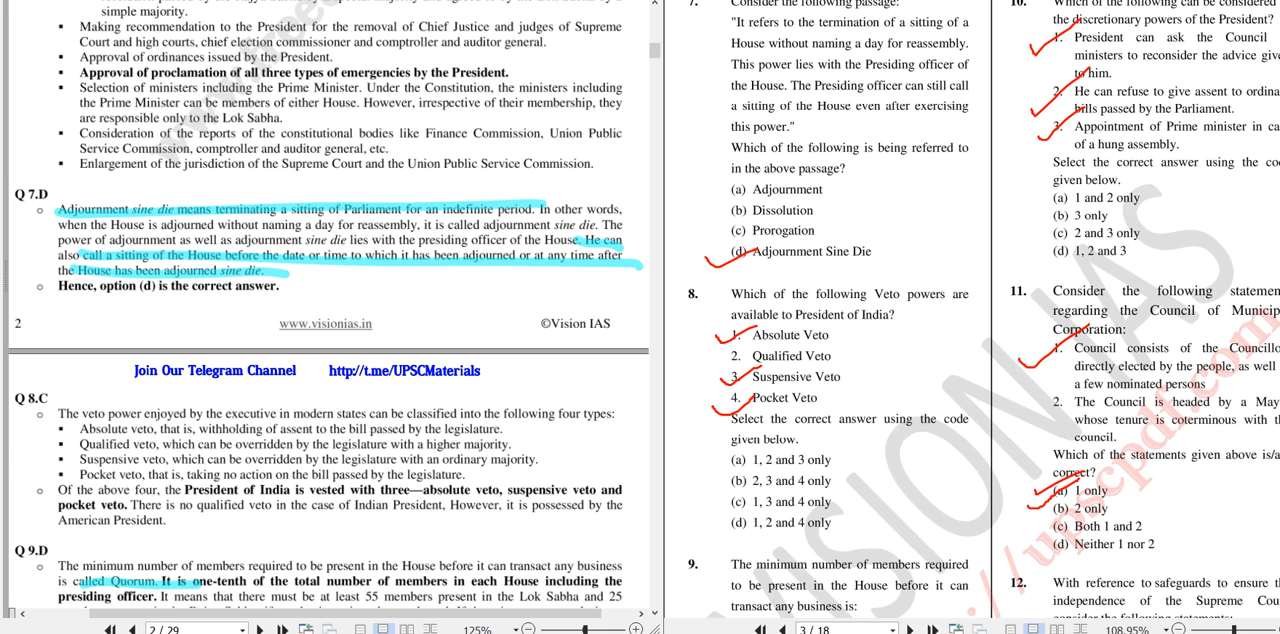 simple majority.
Making recommendation to the President for the removal of Chief Justice and judges of Supreme
Court and high courts, chief election commissioner and comptroller and auditor general.
Approval of ordinances issued by the President.
Approval of proclamation of all three types of emergencies by the President.
Selection of ministers including the Prime Minister. Under the Constitution, the ministers including
the Prime Minister can be members of either House. However, irrespective of their membership, they
are responsible only to the Lok Sabha.
Consideration of the reports of the constitutional bodies like Finance Commission, Union Public
Service Commission, comptroller and auditor general, etc.
Enlargement of the jurisdiction of the Supreme Court and the Union Public Service Commission.
Q 7.D
Adjournment sine die means terminating a sitting of Parliament for an indefinite period. In other words,
when the House is adjourned without naming a day for reassembly, it is called adjournment sine die. The
power of adjournment as well as adjournment sine die lies with the presiding officer of the House. He can
also call a sitting of the House before the date or time to which it has been adjourned or at any time after
the House has been adjourned sine die.
Hence, option (d) is the correct answer.
2 www.visionias.in ©Vision IAS
Join Our Telegram Channel http://t.me/UPSCMaterials
Q 8.C
The veto power enjoyed by the executive in modern states can be classified into the following four types:
Absolute veto, that is, withholding of assent to the bill passed by the legislature.
Qualified veto, which can be overridden by the legislature with a higher majority.
Suspensive veto, which can be overridden by the legislature with an ordinary majority.
Pocket veto, that is, taking no action on the bill passed by the legislature.
Of the above four, the President of India is vested with three—absolute veto, suspensive veto and
pocket veto. There is no qualified veto in the case of Indian President, However, it is possessed by the
American President.
Q 9.D
The minimum number of members required to be present in the House before it can transact any business
is called Quorum. It is one-tenth of the total number of members in each House including the
presiding officer. It means that there must be at least 55 members present in the Lok Sabha and 25
2 / 29 125%
7. Consider the following passage:
"It refers to the termination of a sitting of a
House without naming a day for reassembly.
This power lies with the Presiding officer of
the House. The Presiding officer can still call
a sitting of the House even after exercising
this power."
Which of the following is being referred to
in the above passage?
(a) Adjournment
(b) Dissolution
(c) Prorogation
(d) Adjournment Sine Die
8. Which of the following Veto powers are
available to President of India?
1. Absolute Veto
2. Qualified Veto
3. Suspensive Veto
4. Pocket Veto
Select the correct answer using the code
given below.
(a) 1, 2 and 3 only
(b) 2, 3 and 4 only
(c) 1, 3 and 4 only
(d) 1, 2 and 4 only
9. The minimum number of members required
to be present in the House before it can
transact any business is:
10. Which of the following can be considered
the discretionary powers of the President?
1. President can ask the Council
ministers to reconsider the advice give
to him.
2. He can refuse to give assent to ordina
bills passed by the Parliament.
3. Appointment of Prime minister in ca
of a hung assembly.
Select the correct answer using the co
given below.
(a) 1 and 2 only
(b) 3 only
(c) 2 and 3 only
(d) 1, 2 and 3
11. Consider the following statemen
regarding the Council of Municip
Corporation:
1. Council consists of the Councillo
directly elected by the people, as well
a few nominated persons
2. The Council is headed by a May
whose tenure is coterminous with th
council.
Which of the statements given above is/a
correct?
(a) 1 only
(b) 2 only
(c) Both 1 and 2
(d) Neither 1 nor 2
12. With reference to safeguards to ensure t
independence of the Supreme Cou
consider the following statements:
3 / 18 108.95%
VISION IAS
://upscpdf.com